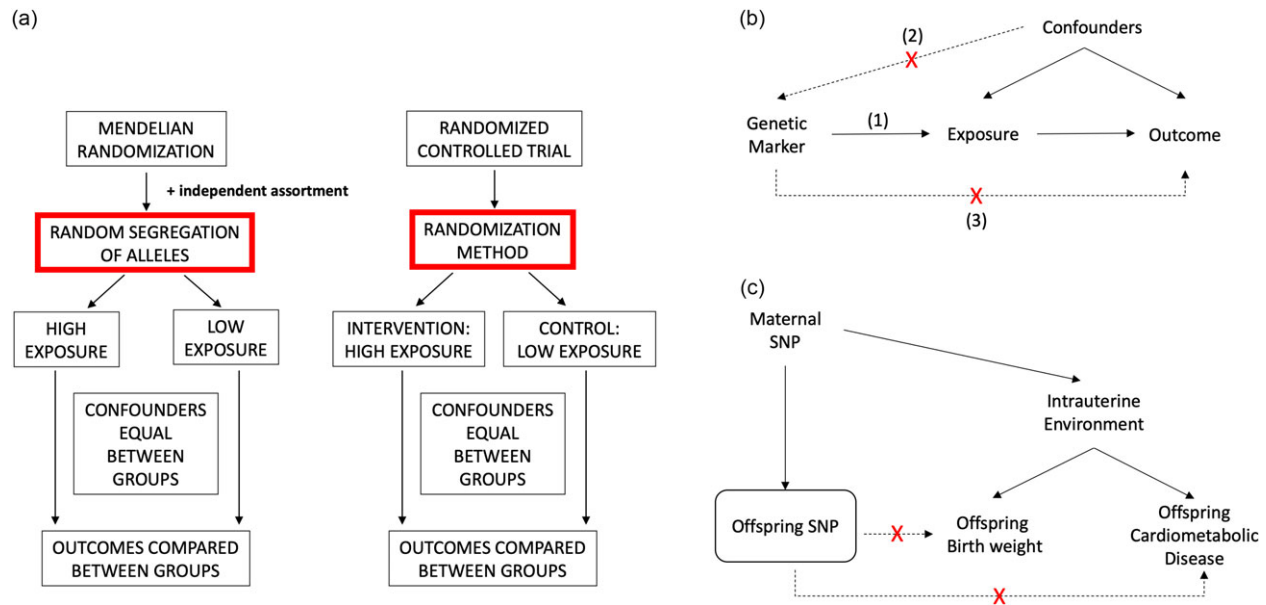 (a)
MENDELIAN
RANDOMIZATION
+ independent assortment
RANDOM SEGREGATION
OF ALLELES
HIGH
EXPOSURE
LOW
EXPOSURE
CONFOUNDERS
EQUAL
BETWEEN
GROUPS
OUTCOMES COMPARED
BETWEEN GROUPS
RANDOMIZED
CONTROLLED TRIAL
RANDOMIZATION
METHOD
INTERVENTION:
HIGH EXPOSURE
CONTROL:
LOW EXPOSURE
CONFOUNDERS
EQUAL
BETWEEN
GROUPS
OUTCOMES COMPARED
BETWEEN GROUPS
(b)
Confounders
(2)
X
Genetic
Marker
(1)
Exposure
Outcome
X
(3)
(c)
Maternal
SNP
Intrauterine
Environment
Offspring SNP
X
Offspring
Birth weight
Offspring
Cardiometabolic
Disease
X